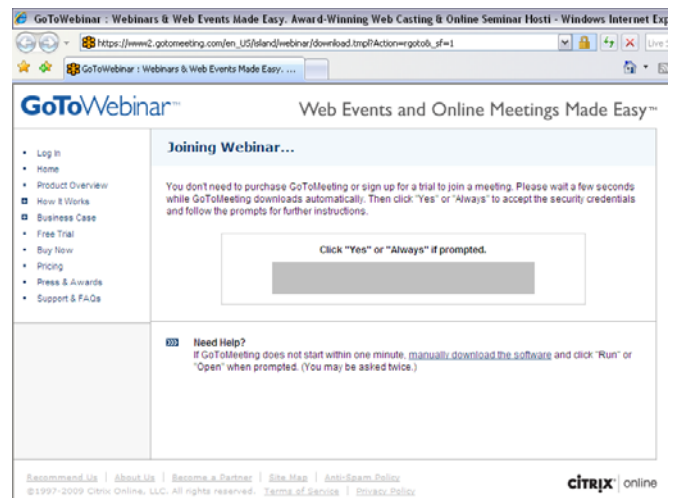 GoToWebinar : Webinars & Web Events Made Easy. Award-Winning Web Casting & Online Seminar Hosti - Windows Internet Exp
https://www2.gotomeeting.com/en_US/island/webinar/download.tmpl?Action=rgoto&_sf=1
Live S
GoToWebinar : Webinars & Web Events Made Easy. ...
GoToWebinar™
Web Events and Online Meetings Made Easy™
Log In
Home
Product Overview
How It Works
Business Case
Free Trial
Buy Now
Pricing
Press & Awards
Support & FAQs
Joining Webinar...
You don't need to purchase GoToMeeting or sign up for a trial to join a meeting. Please wait a few seconds
while GoToMeeting downloads automatically. Then click "Yes" or "Always" to accept the security credentials
and follow the prompts for further instructions.
Click "Yes" or "Always" if prompted.
Need Help?
If GoToMeeting does not start within one minute, manually download the software and click "Run" or
"Open" when prompted. (You may be asked twice.)
Recommend Us | About Us | Become a Partner | Site Map | Anti-Spam Policy
©1997-2009 Citrix Online, LLC. All rights reserved. Terms of Service | Privacy Policy
CITRIX® online